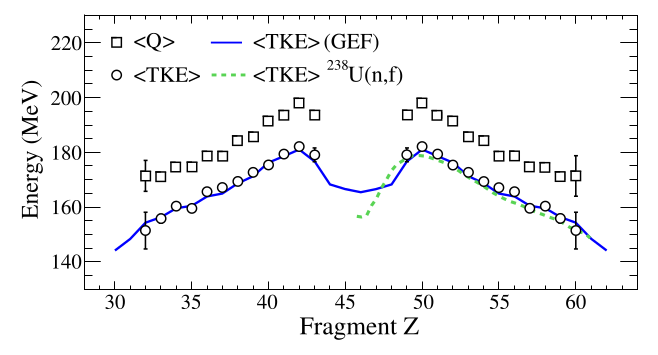 <Q> <TKE> (GEF)
<TKE> <TKE> ²³⁸U(n,f)
220
200
180
160
140
Energy (MeV)
30 35 40 45 50 55 60
Fragment Z